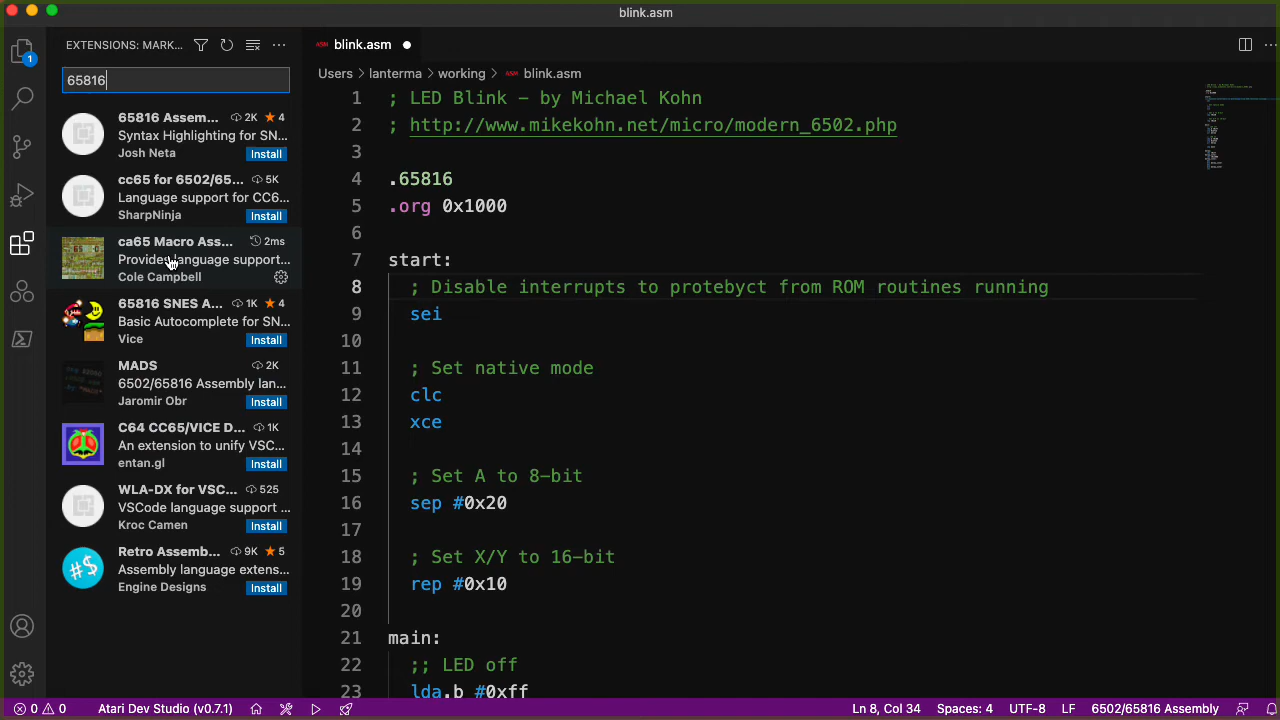 blink.asm
EXTENSIONS: MARK...
1
65816
65816 Assem... 2K 4
Syntax Highlighting for SN...
Josh Neta Install
cc65 for 6502/65... 5K
Language support for CC6...
SharpNinja Install
ca65 Macro Ass... 2ms
Provides language support...
Cole Campbell
65816 SNES A... 1K 4
Basic Autocomplete for SN...
Vice Install
MADS 2K
6502/65816 Assembly lan...
Jaromir Obr Install
C64 CC65/VICE D... 1K
An extension to unify VSC...
entan.gl Install
WLA-DX for VSC... 525
VSCode language support ...
Kroc Camen Install
#$
Retro Assemb... 9K 5
Assembly language extens...
Engine Designs Install
ASM blink.asm
Users > lanterma > working > ASM blink.asm
1 ; LED Blink - by Michael Kohn
2 ; http://www.mikekohn.net/micro/modern_6502.php
3
4 .65816
5 .org 0x1000
6
7 start:
8 ; Disable interrupts to protebyct from ROM routines running
9 sei
10
11 ; Set native mode
12 clc
13 xce
14
15 ; Set A to 8-bit
16 sep #0x20
17
18 ; Set X/Y to 16-bit
19 rep #0x10
20
21 main:
22 ;; LED off
23 lda.b #0xff
0 0 Atari Dev Studio (v0.7.1) Ln 8, Col 34 Spaces: 4 UTF-8 LF 6502/65816 Assembly